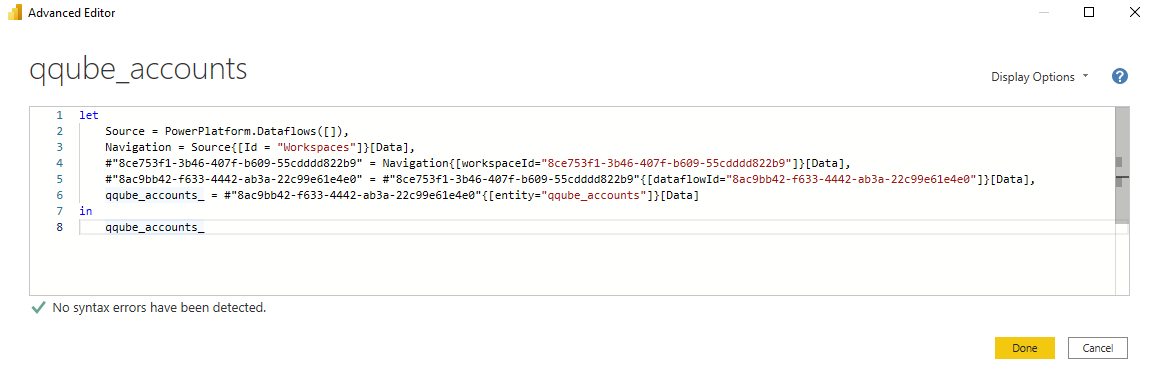 Advanced Editor
qqube_accounts
Display Options
?
1 let
2 Source = PowerPlatform.Dataflows([]),
3 Navigation = Source{[Id = "Workspaces"]}[Data],
4 #"8ce753f1-3b46-407f-b609-55cdddd822b9" = Navigation{[workspaceId="8ce753f1-3b46-407f-b609-55cdddd822b9"]}[Data],
5 #"8ac9bb42-f633-4442-ab3a-22c99e61e4e0" = #"8ce753f1-3b46-407f-b609-55cdddd822b9"{[dataflowId="8ac9bb42-f633-4442-ab3a-22c99e61e4e0"]}[Data],
6 qqube_accounts_ = #"8ac9bb42-f633-4442-ab3a-22c99e61e4e0"{[entity="qqube_accounts"]}[Data]
7 in
8 qqube_accounts_
No syntax errors have been detected.
Done
Cancel